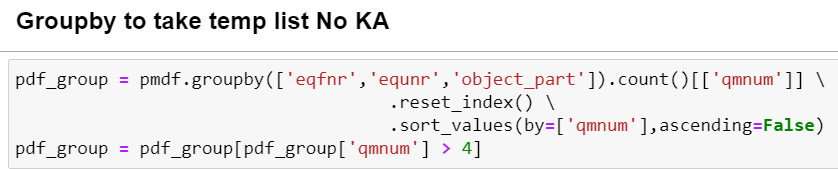 Groupby to take temp list No KA
pdf_group = pmdf.groupby(['eqfnr','equnr','object_part']).count()[['qmnum']] \
.reset_index() \
.sort_values(by=['qmnum'],ascending=False)
pdf_group = pdf_group[pdf_group['qmnum'] > 4]